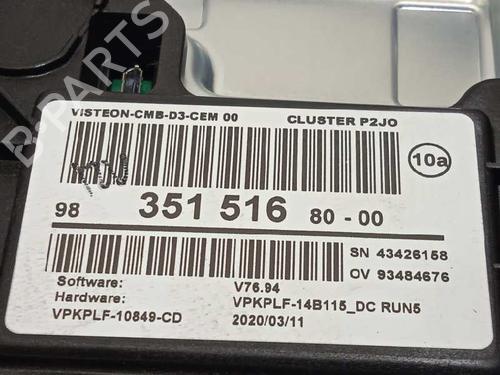 B-PARTS
VISTEON-CMB-D3-CEM 00 CLUSTER P2JO
10a
98 351 516 80 - 00
SN 43426158
OV 93484676
Software: V76.94
Hardware: VPKPLF-14B115_DC RUN5
VPKPLF-10849-CD 2020/03/11